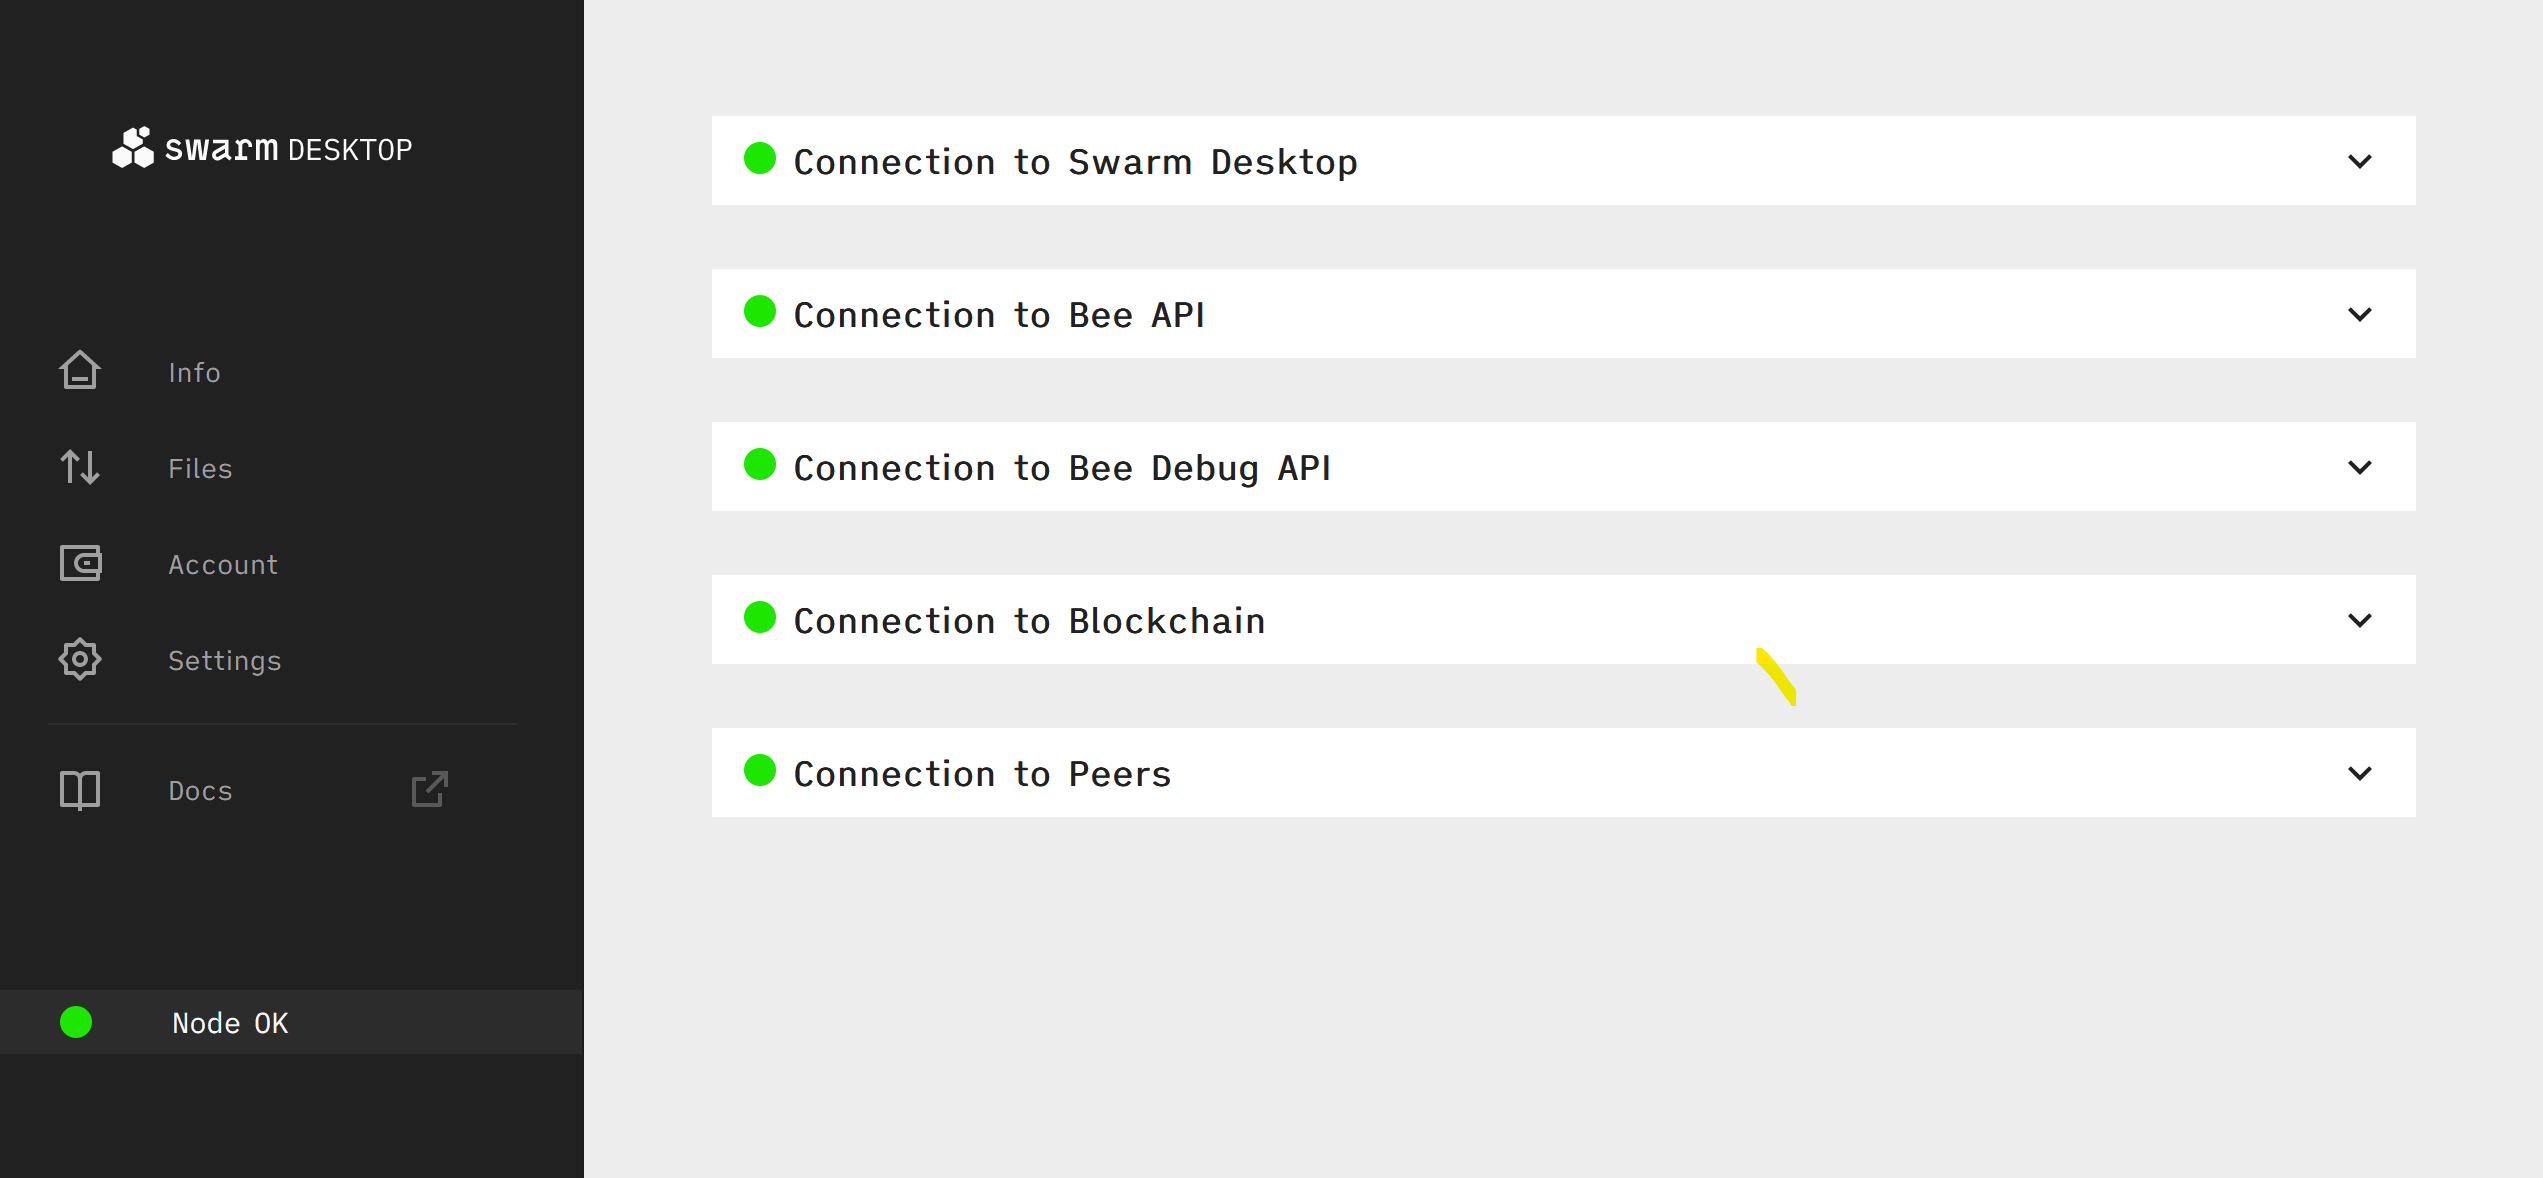 swarm DESKTOP
Info
Files
Account
Settings
Docs
Node OK
Connection to Swarm Desktop
Connection to Bee API
Connection to Bee Debug API
Connection to Blockchain
Connection to Peers